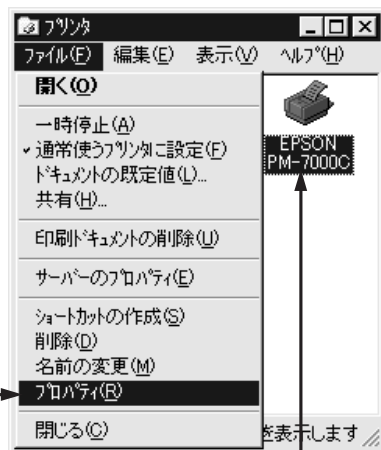 プリンタ
ファイル(F) 編集(E) 表示(V) ヘルプ(H)
開く(O)
一時停止(A)
通常使うプリンタに設定(F)
ドキュメントの既定値(L)...
共有(H)...
印刷ドキュメントの削除(U)
サーバーのプロパティ(E)
ショートカットの作成(S)
削除(D)
名前の変更(M)
プロパティ(R)
閉じる(C)
EPSON
PM-7000C
を表示します